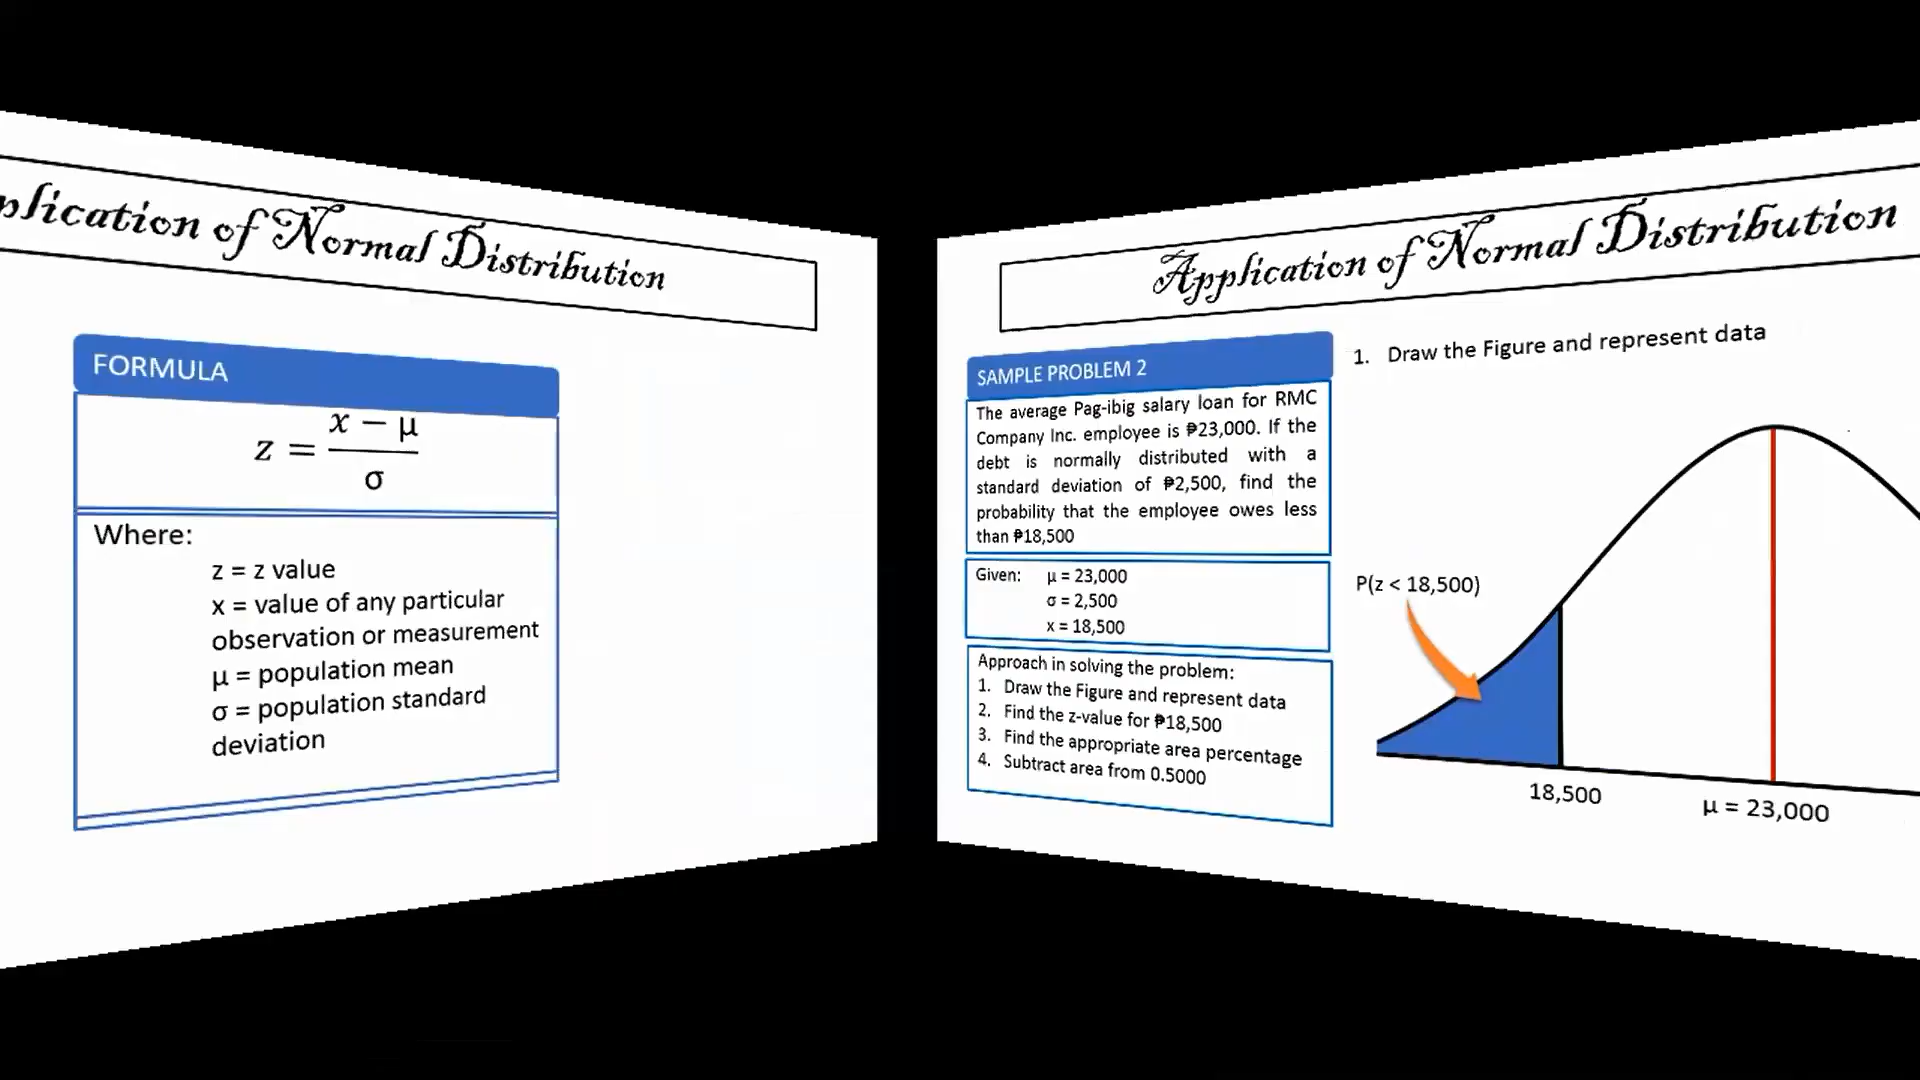 plication of Normal Distribution
FORMULA
z = x − µ / σ
Where:
z = z value
x = value of any particular
observation or measurement
µ = population mean
σ = population standard
deviation
Application of Normal Distribution
SAMPLE PROBLEM 2
The average Pag-ibig salary loan for RMC
Company Inc. employee is ₱23,000. If the
debt is normally distributed with a
standard deviation of ₱2,500, find the
probability that the employee owes less
than ₱18,500
Given: µ = 23,000
σ = 2,500
x = 18,500
Approach in solving the problem:
1. Draw the Figure and represent data
2. Find the z-value for ₱18,500
3. Find the appropriate area percentage
4. Subtract area from 0.5000
1. Draw the Figure and represent data
P(z < 18,500)
18,500
µ = 23,000